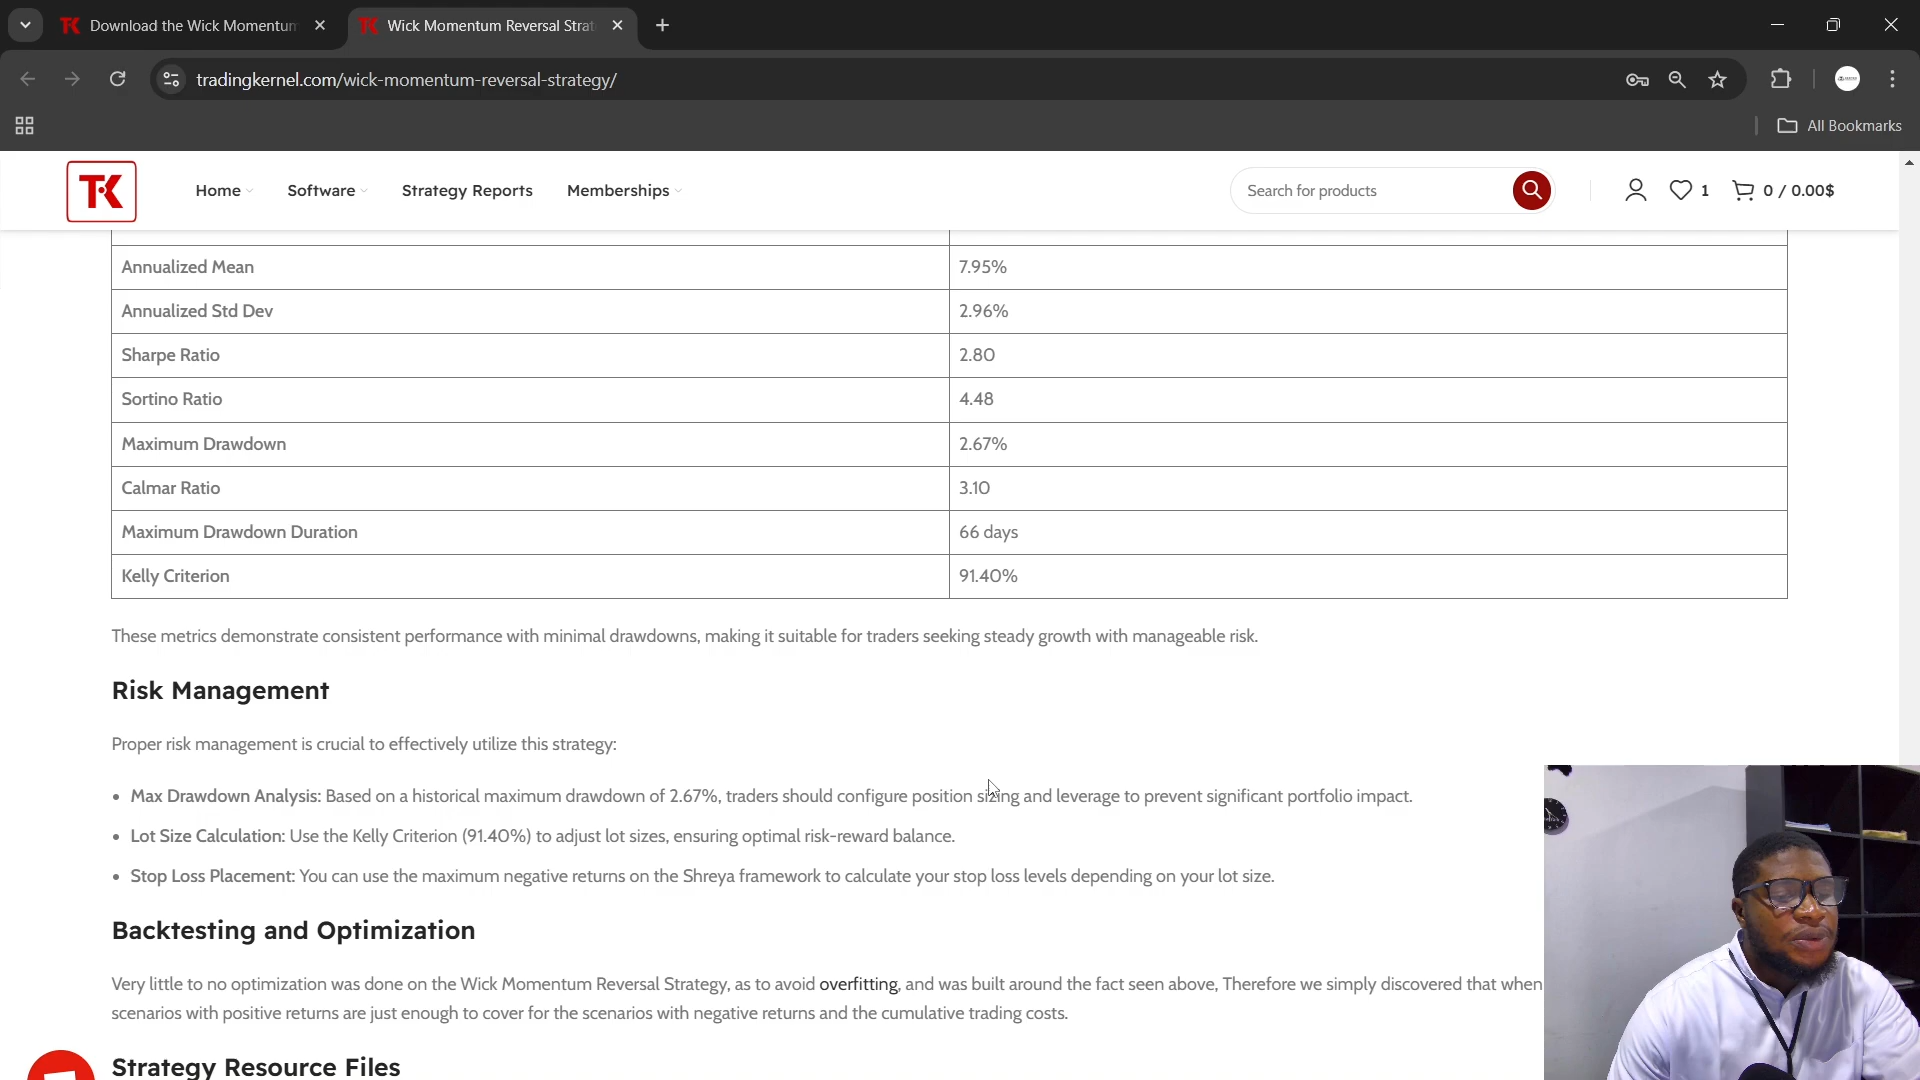 Download the Wick Momentum
Wick Momentum Reversal Strat
tradingkernel.com/wick-momentum-reversal-strategy/
All Bookmarks
TK
Home
Software
Strategy Reports
Memberships
Search for products
1
0 / 0.00$
Annualized Mean 7.95%
Annualized Std Dev 2.96%
Sharpe Ratio 2.80
Sortino Ratio 4.48
Maximum Drawdown 2.67%
Calmar Ratio 3.10
Maximum Drawdown Duration 66 days
Kelly Criterion 91.40%
These metrics demonstrate consistent performance with minimal drawdowns, making it suitable for traders seeking steady growth with manageable risk.
Risk Management
Proper risk management is crucial to effectively utilize this strategy:
• Max Drawdown Analysis: Based on a historical maximum drawdown of 2.67%, traders should configure position sizing and leverage to prevent significant portfolio impact.
• Lot Size Calculation: Use the Kelly Criterion (91.40%) to adjust lot sizes, ensuring optimal risk-reward balance.
• Stop Loss Placement: You can use the maximum negative returns on the Shreya framework to calculate your stop loss levels depending on your lot size.
Backtesting and Optimization
Very little to no optimization was done on the Wick Momentum Reversal Strategy, as to avoid overfitting, and was built around the fact seen above, Therefore we simply discovered that when
scenarios with positive returns are just enough to cover for the scenarios with negative returns and the cumulative trading costs.
Strategy Resource Files